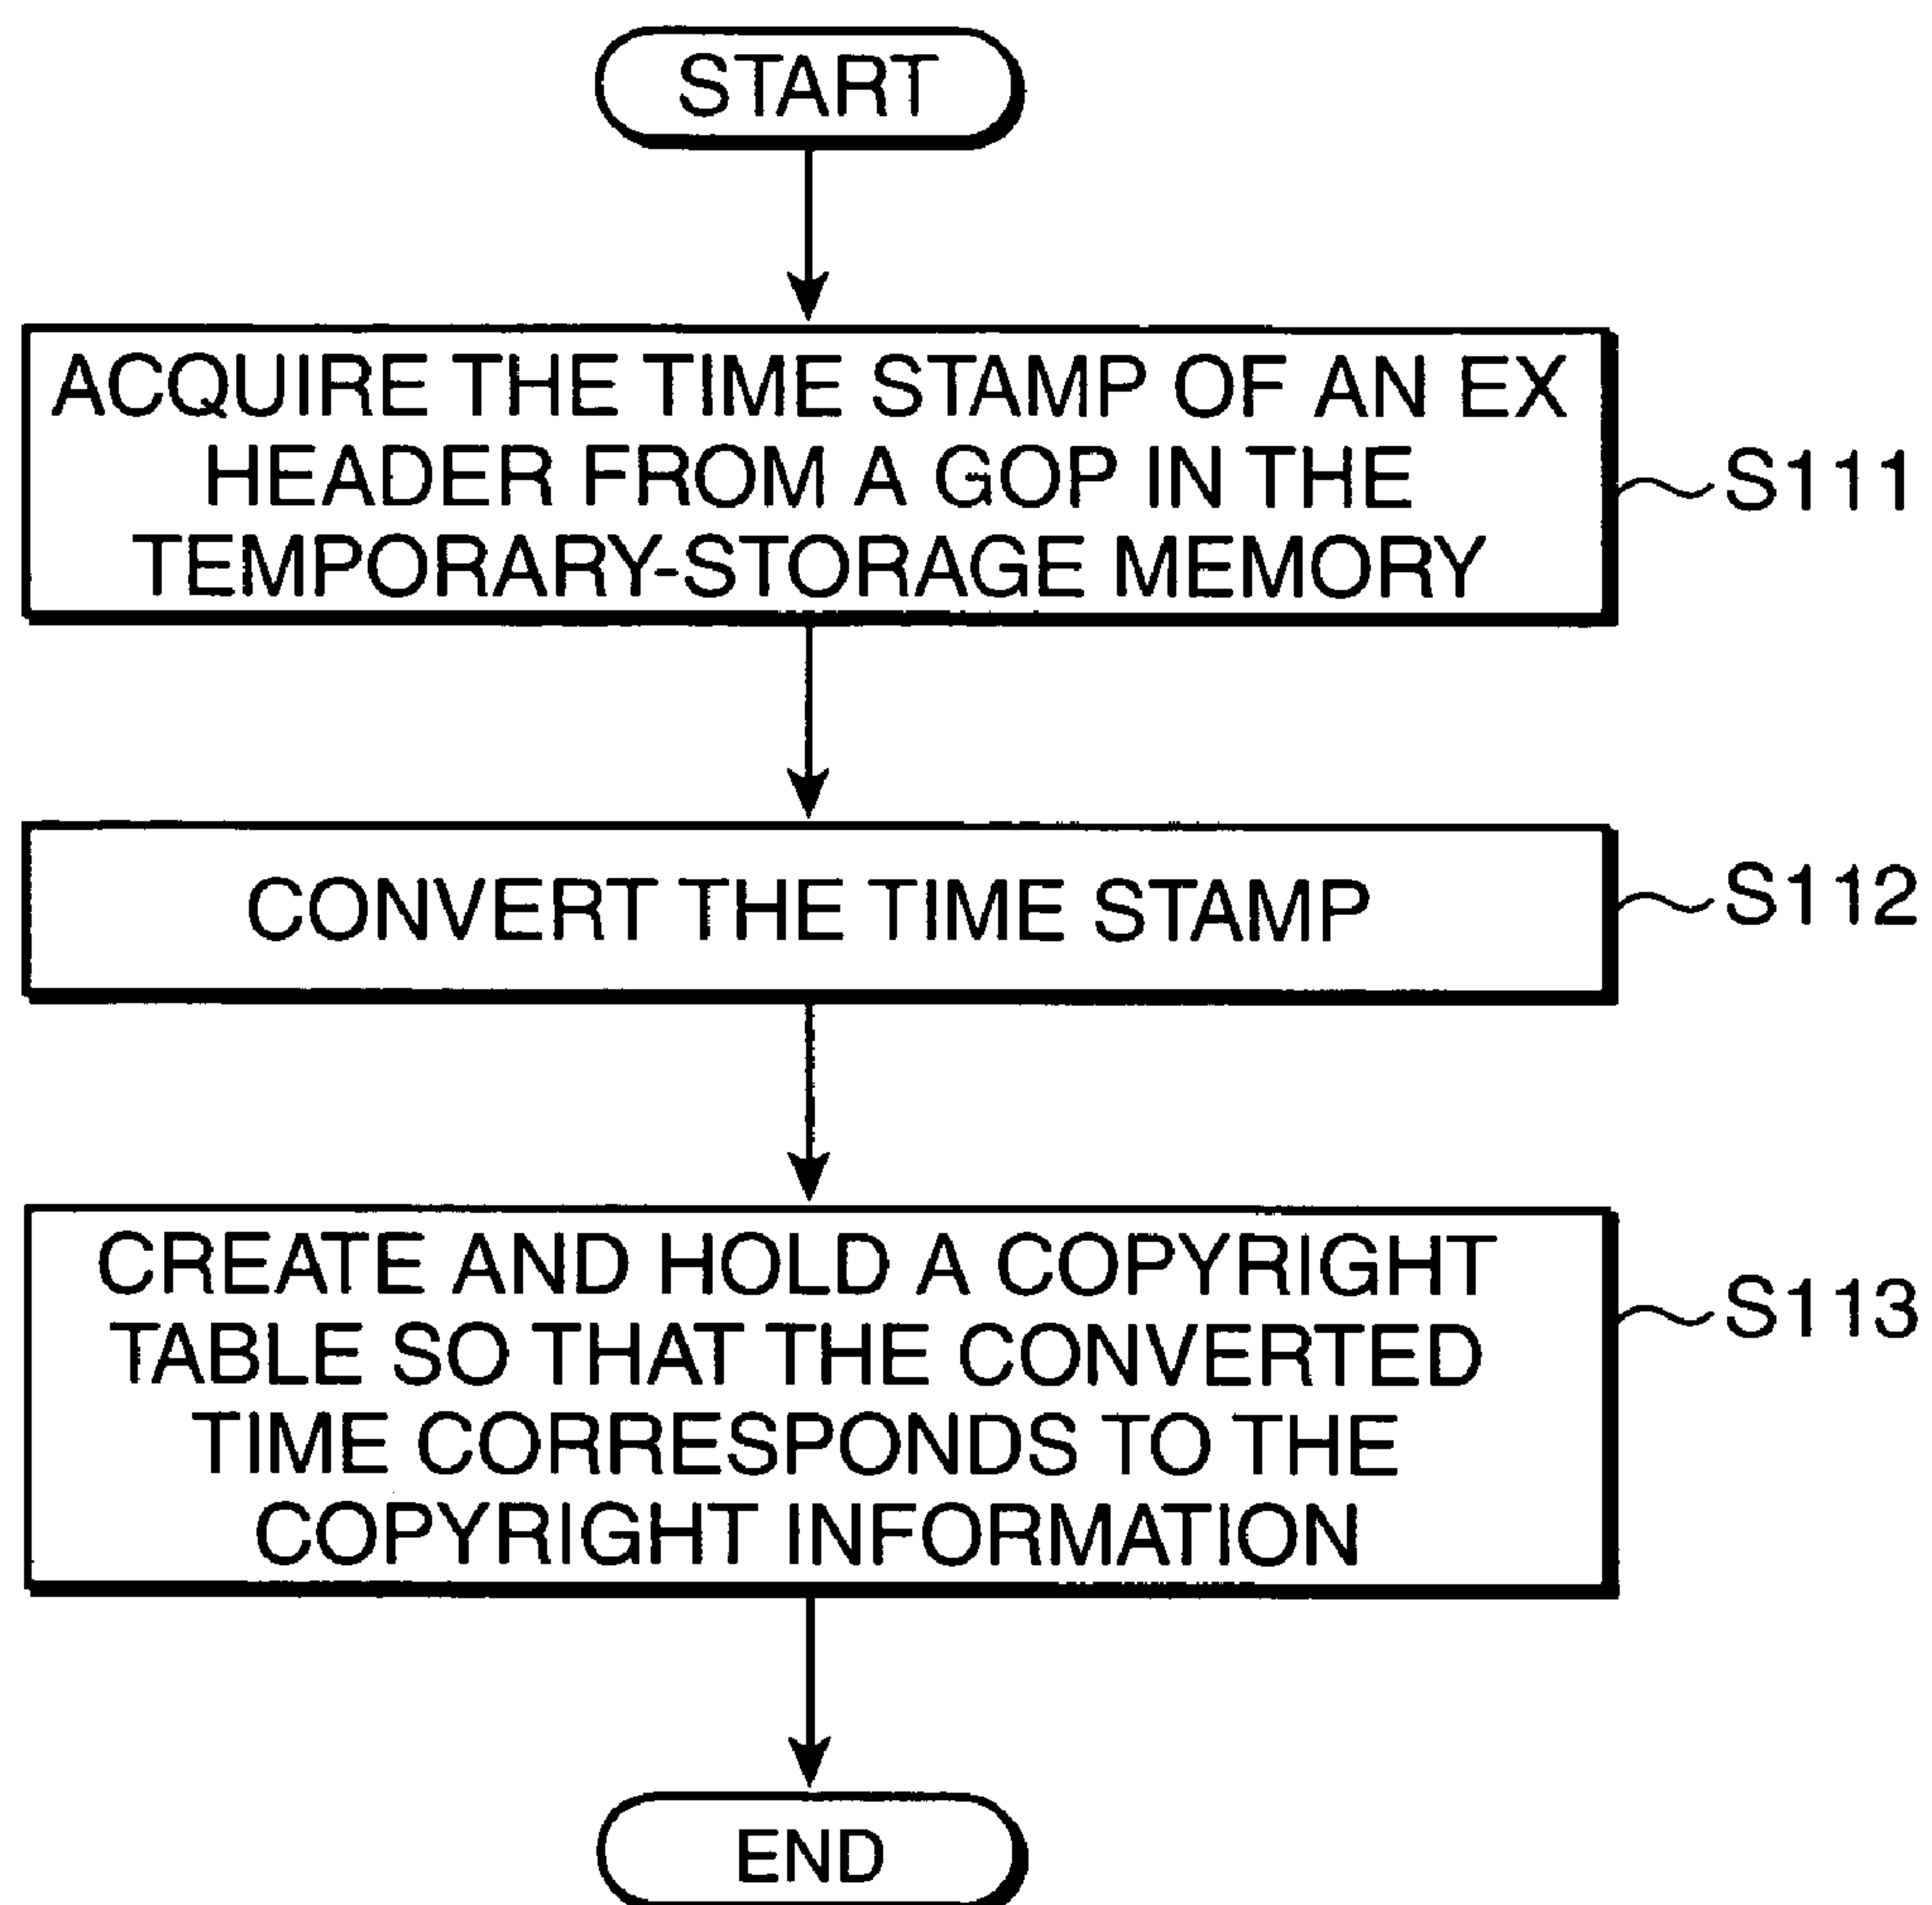 START
ACQUIRE THE TIME STAMP OF AN EX
HEADER FROM A GOP IN THE
TEMPORARY-STORAGE MEMORY
S111
CONVERT THE TIME STAMP
S112
CREATE AND HOLD A COPYRIGHT
TABLE SO THAT THE CONVERTED
TIME CORRESPONDS TO THE
COPYRIGHT INFORMATION
S113
END